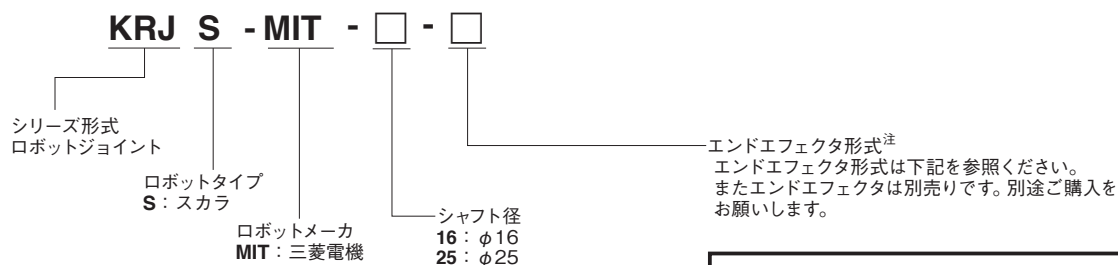 KRJ S - MIT - □ - □
シリーズ形式
ロボットジョイント
ロボットタイプ
S：スカラ
ロボットメーカ
MIT：三菱電機
シャフト径
16：φ16
25：φ25
エンドエフェクタ形式注
エンドエフェクタ形式は下記を参照ください。
またエンドエフェクタは別売りです。別途ご購入を
お願いします。